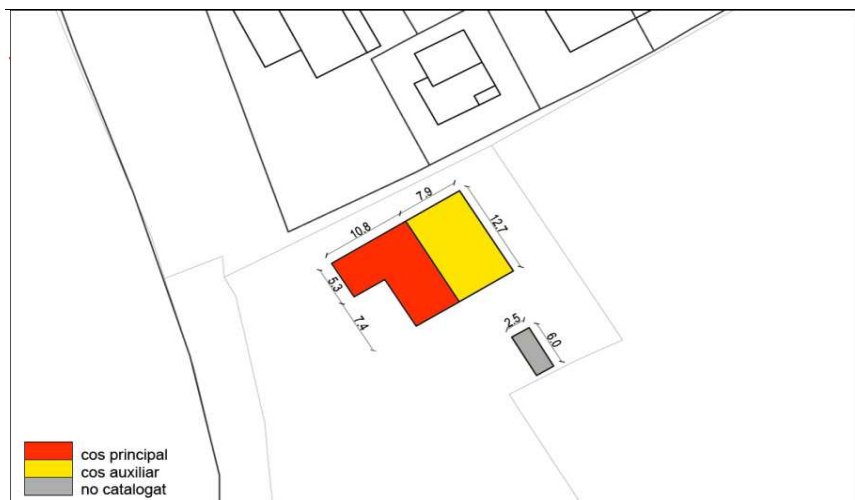 7.9
10.8
12.7
5.3
7.4
2.5
6.0
cos principal
cos auxiliar
no catalogat